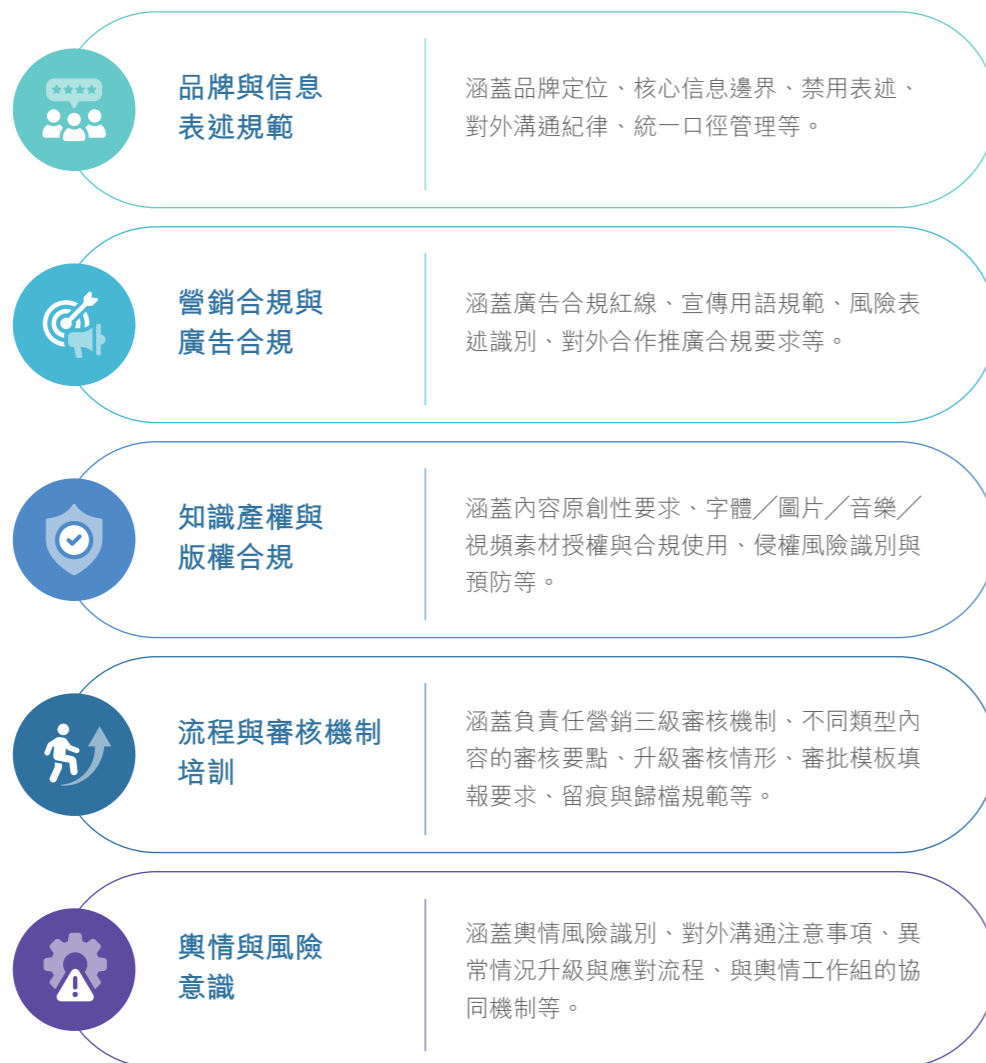 品牌與信息
表述規範
涵蓋品牌定位、核心信息邊界、禁用表述、
對外溝通紀律、統一口徑管理等。
營銷合規與
廣告合規
涵蓋廣告合規紅線、宣傳用語規範、風險表
述識別、對外合作推廣合規要求等。
知識產權與
版權合規
涵蓋內容原創性要求、字體╱圖片╱音樂╱
視頻素材授權與合規使用、侵權風險識別與
預防等。
流程與審核機制
培訓
涵蓋負責任營銷三級審核機制、不同類型內
容的審核要點、升級審核情形、審批模板填
報要求、留痕與歸檔規範等。
輿情與風險
意識
涵蓋輿情風險識別、對外溝通注意事項、異
常情況升級與應對流程、與輿情工作組的協
同機制等。